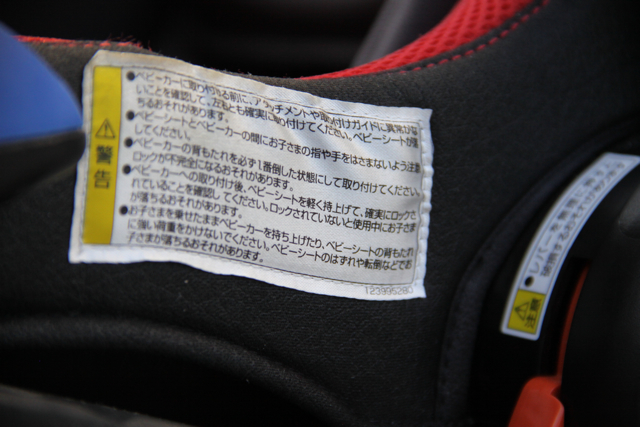 警告
●ベビーカーに取り付ける前に、アタッチメントや取り付けガイドに異常がな
いことを確認して、左右とも確実に取り付けてください。ベビーシートが落
ちるおそれがあります。
●ベビーシートとベビーカーの間にお子さまの指や手をはさまないよう注意
してください。
●ベビーカーの背もたれを必ず1番倒した状態にして取り付けてください。
ロックが不完全になるおそれがあります。
●ベビーカーへの取り付け後、ベビーシートを軽く持上げて、確実にロックさ
れていることを確認してください。ロックされていないと使用中にお子さま
が落ちるおそれがあります。
●お子さまを乗せたままベビーカーを持ち上げたり、ベビーシートの背もたれ
に強い荷重をかけないでください。ベビーシートのはずれや転倒などでお
子さまが落ちるおそれがあります。
注意
レバーを無理に